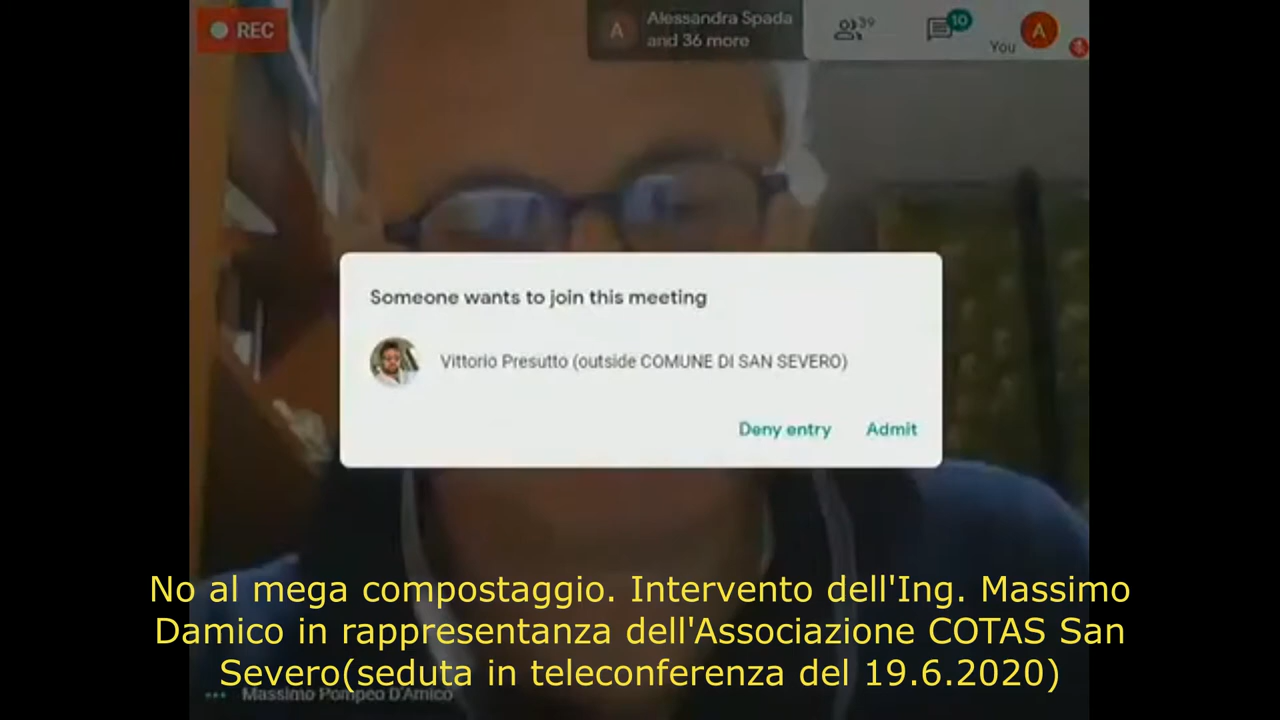 REC
A
Alessandra Spada
and 36 more
39
10
You
A
Someone wants to join this meeting
Vittorio Presutto (outside COMUNE DI SAN SEVERO)
Deny entry
Admit
No al mega compostaggio. Intervento dell'Ing. Massimo
Damico in rappresentanza dell'Associazione COTAS San
Severo(seduta in teleconferenza del 19.6.2020)
Massimo Pompeo D'Amico